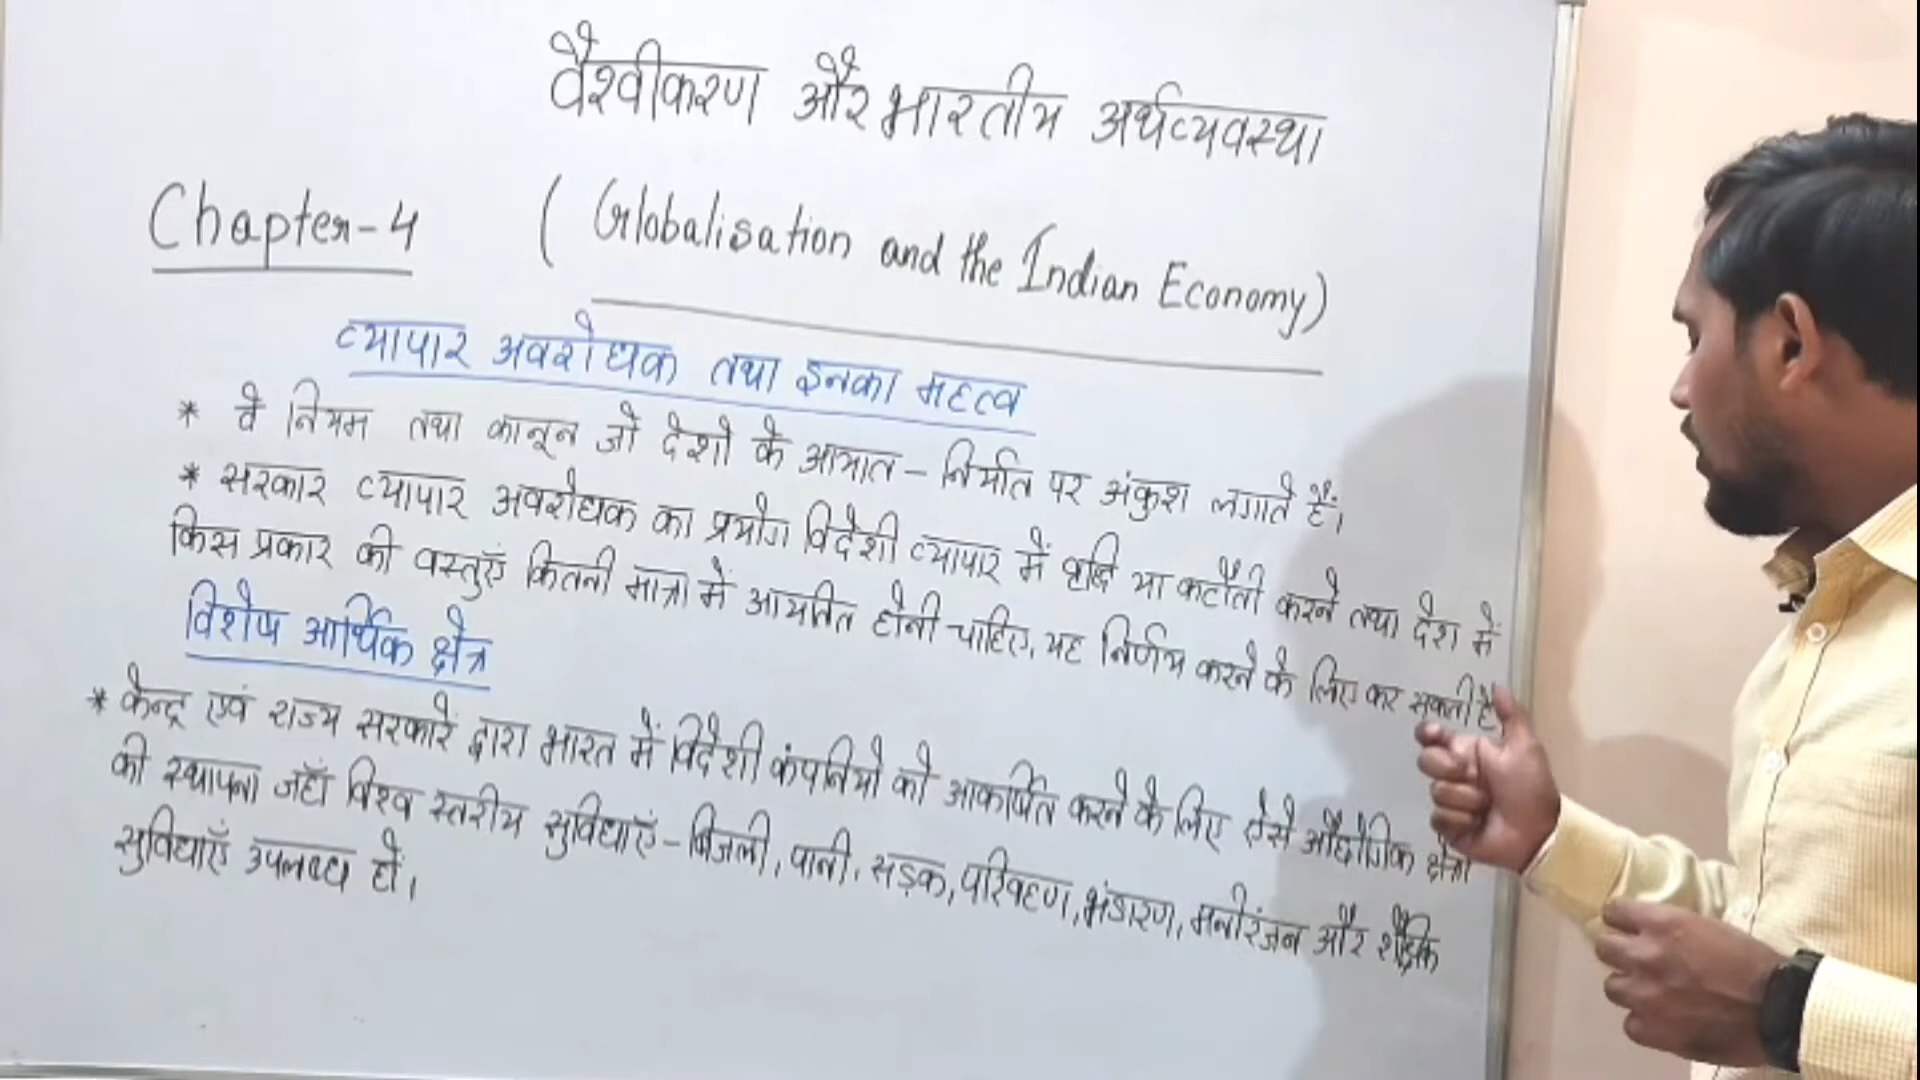 वैश्वीकरण और भारतीय अर्थव्यवस्था
Chapter-4 ( Globalisation and the Indian Economy)
व्यापार अवरोधक तथा इनका महत्व
* वे नियम तथा कानून जो देशो के आयात - निर्यात पर अंकुश लगाते हैं।
* सरकार व्यापार अवरोधक का प्रयोग विदेशी व्यापार में वृद्धि या कटौती करने तथा देश में
किस प्रकार की वस्तुएँ कितनी मात्रा में आयतित होनी चाहिए, यह निर्णय करने के लिए कर सकती है
विशेष आर्थिक क्षेत्र
* केन्द्र एवं राज्य सरकारें द्वारा भारत में विदेशी कंपनियो को आकर्षित करने के लिए ऐसे औद्योगिक क्षेत्रो
की स्थापना जहाँ विश्व स्तरीय सुविधाएँ - बिजली, पानी, सड़क, परिवहण, भंडारण, मनोरंजन और शैक्षिक
सुविधाएँ उपलब्ध हों।